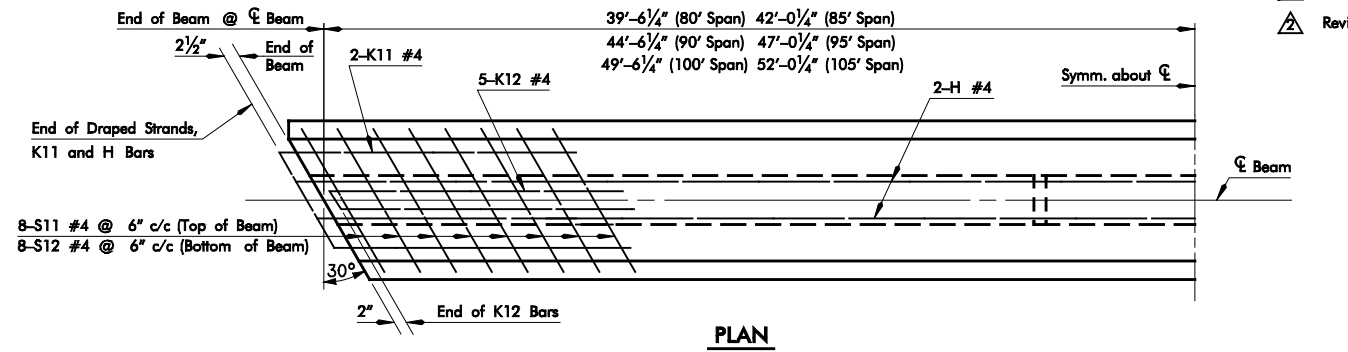 End of Beam @ ℄ Beam
39'-6¼" (80' Span) 42'-0¼" (85' Span)
44'-6¼" (90' Span) 47'-0¼" (95' Span)
49'-6¼" (100' Span) 52'-0¼" (105' Span)
2 Revi
2½"
End of
Beam
2-K11 #4
5-K12 #4
2-H #4
Symm. about ℄
End of Draped Strands,
K11 and H Bars
℄ Beam
8-S11 #4 @ 6" c/c (Top of Beam)
8-S12 #4 @ 6" c/c (Bottom of Beam)
30°
2"
End of K12 Bars
PLAN